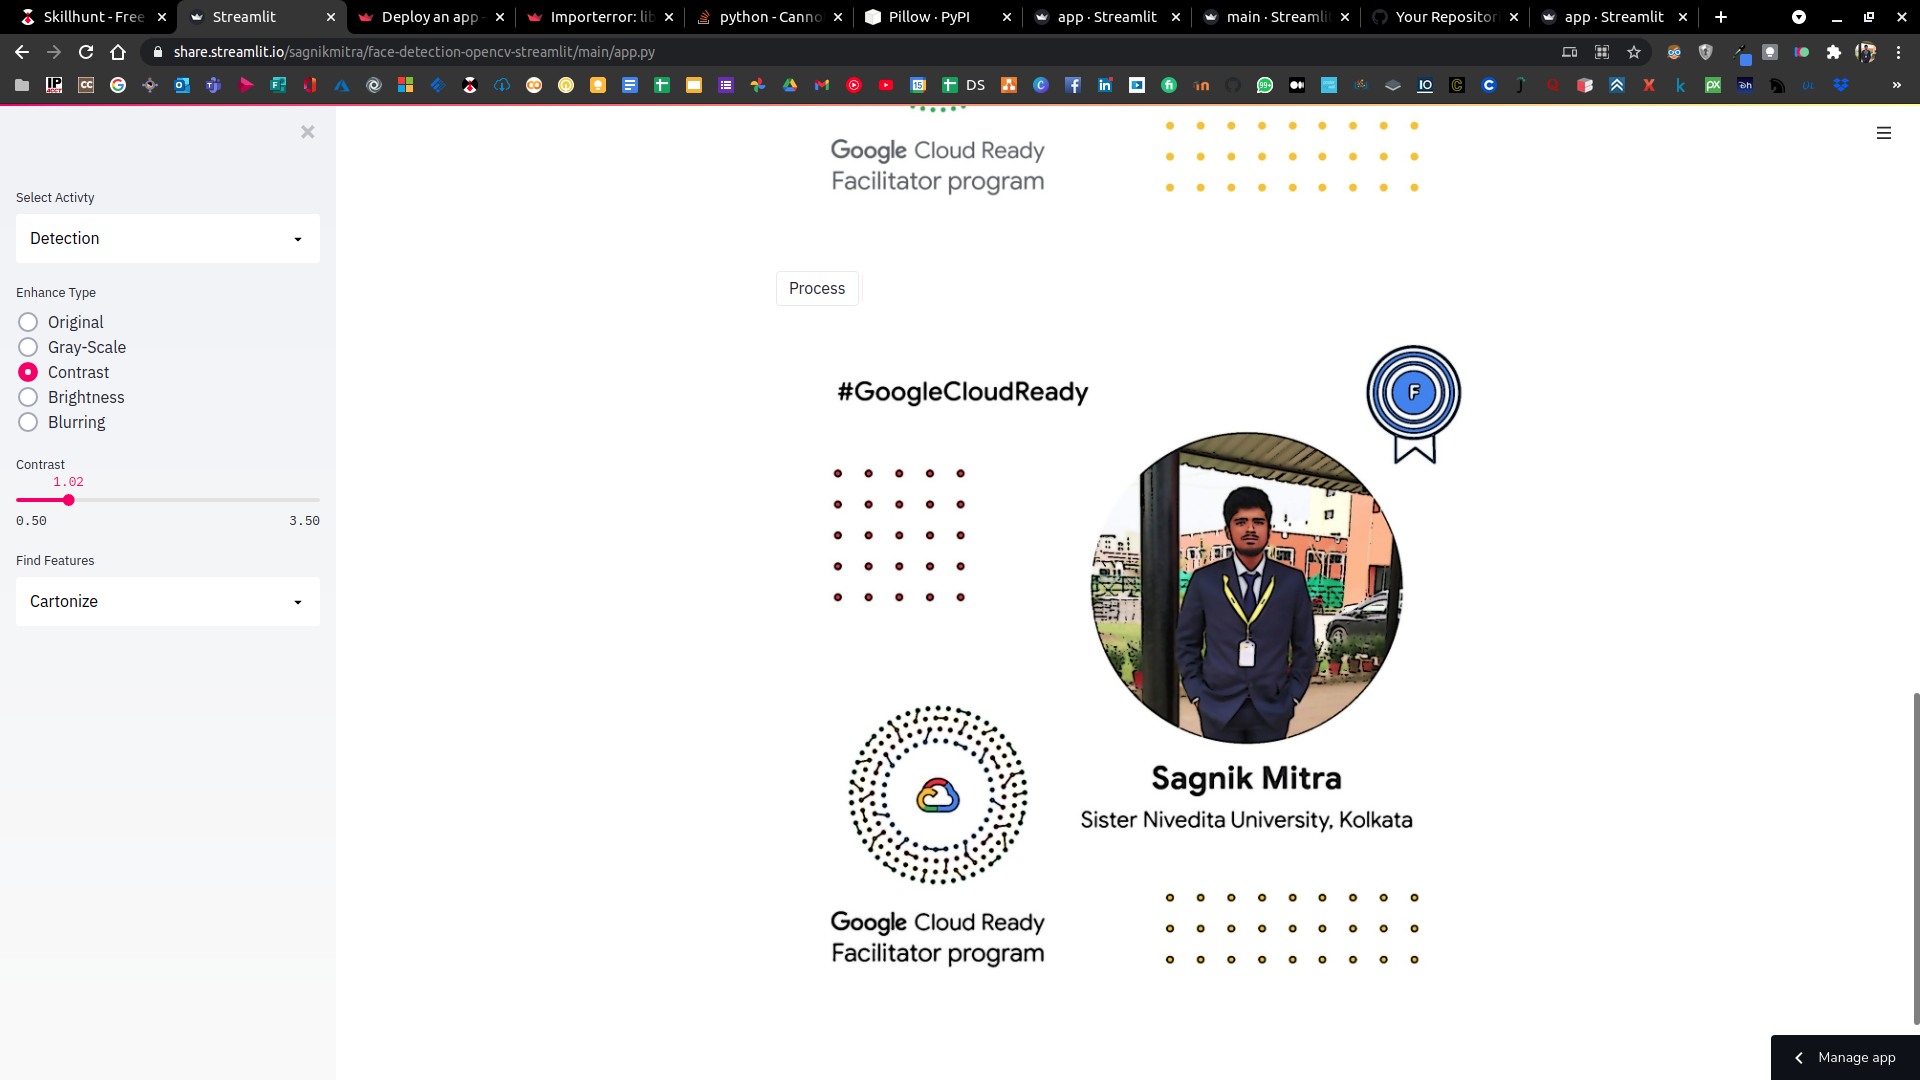 Skillhunt - Free
Streamlit
Deploy an app
Importerror: lib
python - Canno
Pillow · PyPI
app · Streamlit
main · Streamlit
Your Repositor
app · Streamlit
share.streamlit.io/sagnikmitra/face-detection-opencv-streamlit/main/app.py
DS
Google Cloud Ready
Facilitator program
Select Activty
Detection
Enhance Type
Original
Gray-Scale
Contrast
Brightness
Blurring
Contrast
1.02
0.50
3.50
Find Features
Cartonize
Process
#GoogleCloudReady
F
Sagnik Mitra
Sister Nivedita University, Kolkata
Google Cloud Ready
Facilitator program
Manage app